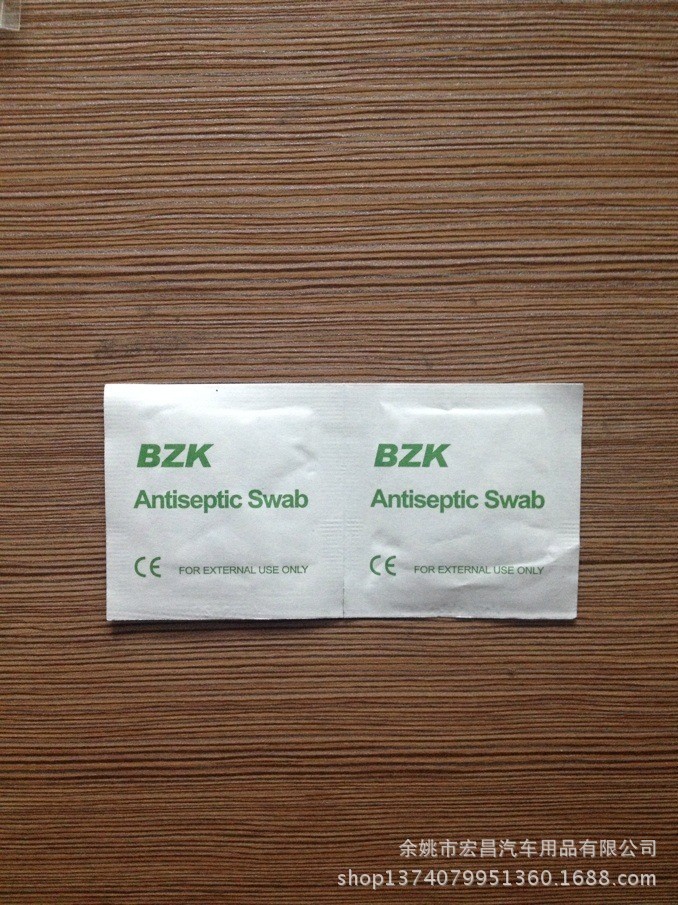 BZK
Antiseptic Swab
CE FOR EXTERNAL USE ONLY
BZK
Antiseptic Swab
CE FOR EXTERNAL USE ONLY
余姚市宏昌汽车用品有限公司
shop1374079951360.1688.com